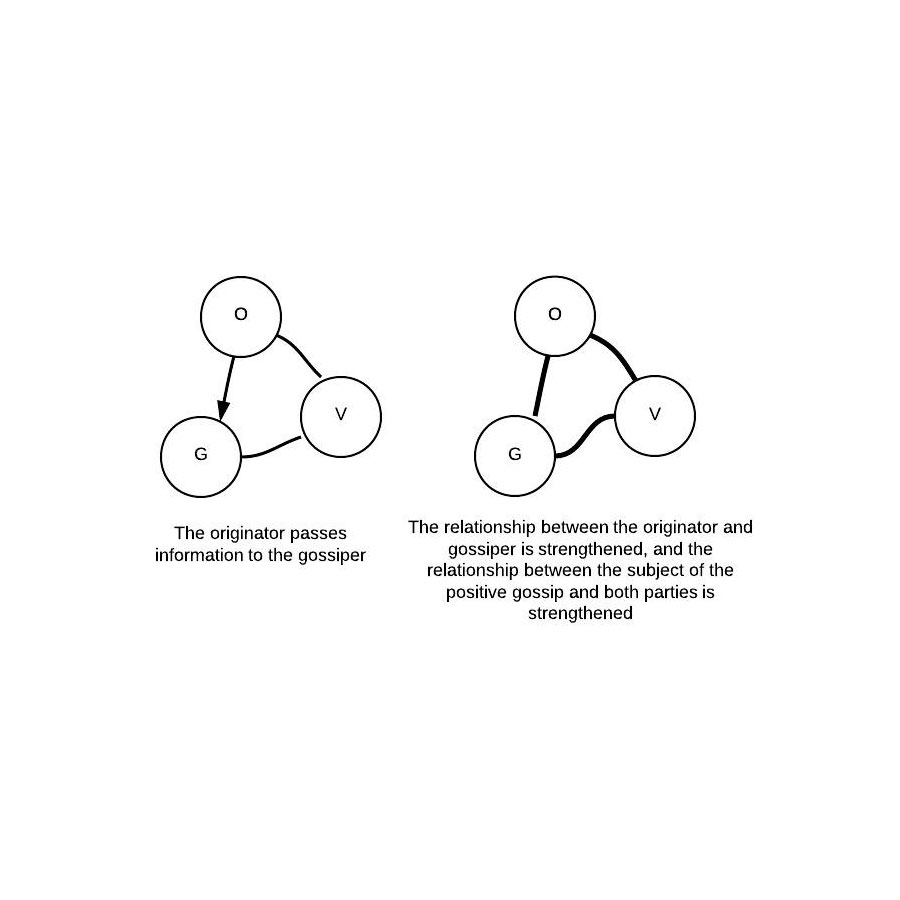 O
V
G
The originator passes
information to the gossiper
O
V
G
The relationship between the originator and
gossiper is strengthened, and the
relationship between the subject of the
positive gossip and both parties is
strengthened